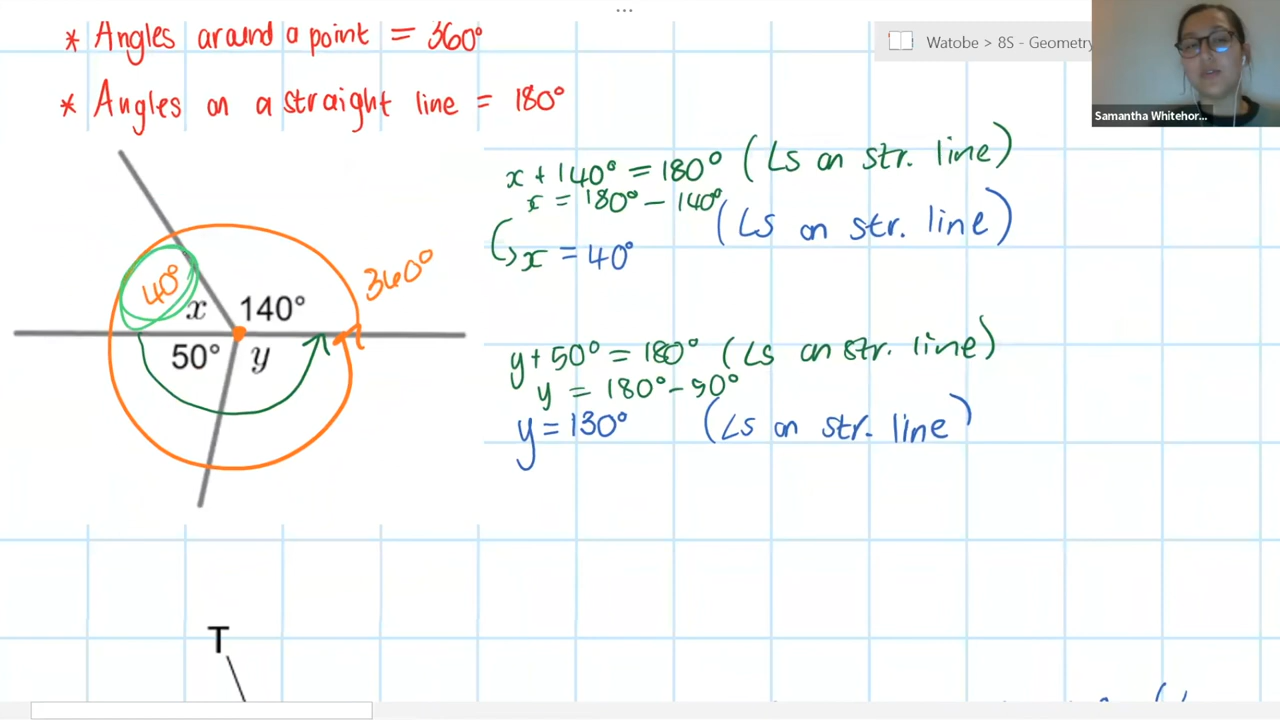 * Angles around a point = 360°
Watobe > 8S - Geometry
* Angles on a straight line = 180°
Samantha Whitehor...
x + 140° = 180° (∠s on str. line)
x = 180° - 140°
x = 40° (∠s on str. line)
40°
360°
x 140°
50° y
y + 50° = 180° (∠s on str. line)
y = 180° - 50°
y = 130° (∠s on str. line)
T